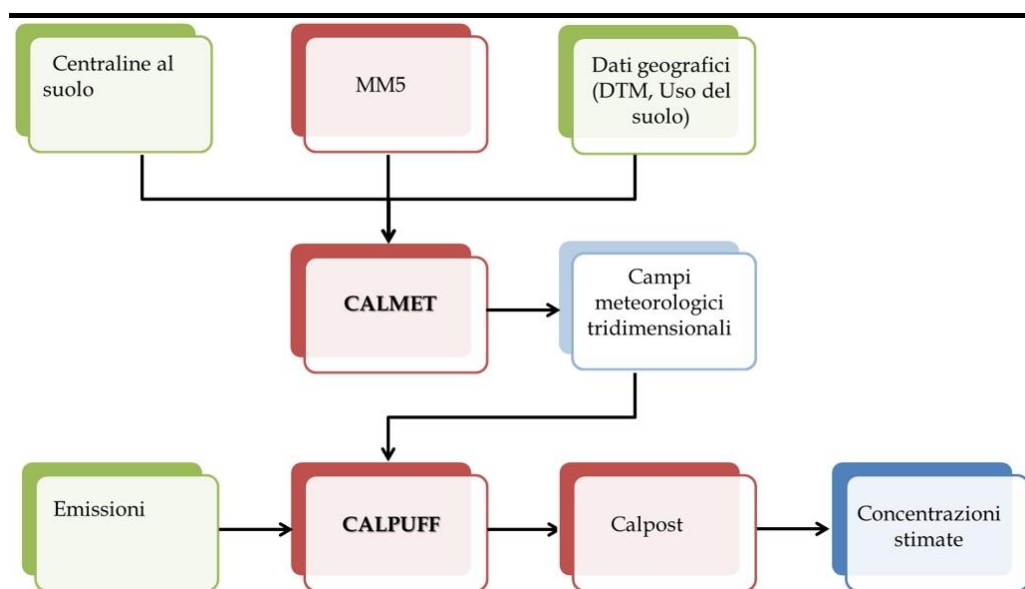 Centraline al
suolo
MM5
Dati geografici
(DTM, Uso del
suolo)
CALMET
Campi
meteorologici
tridimensionali
Emissioni
CALPUFF
Calpost
Concentrazioni
stimate